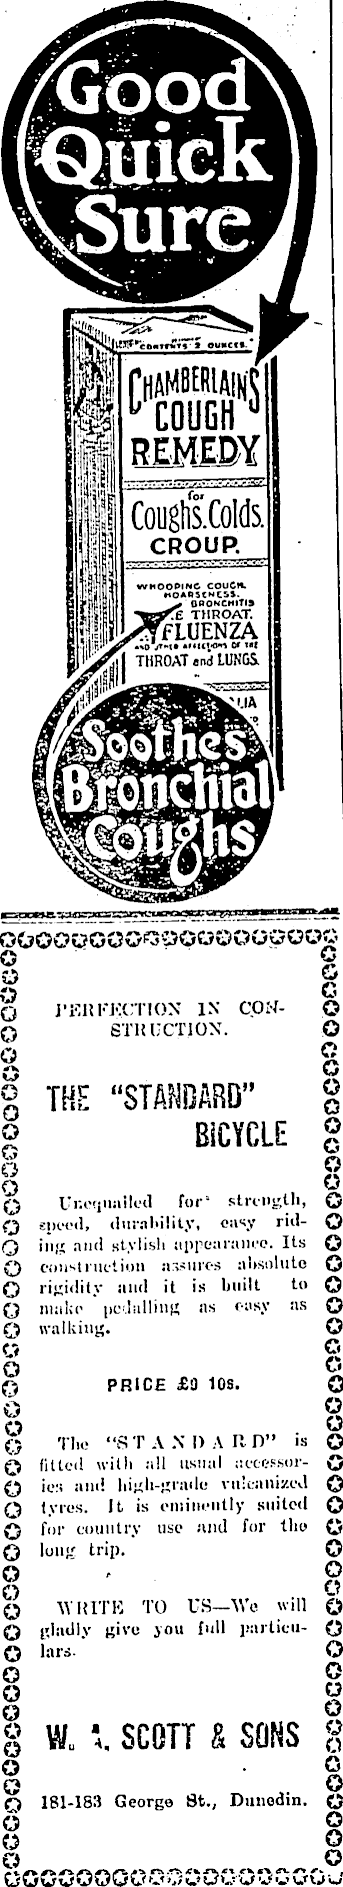 Good
Quick
Sure
CONTENTS 2 OUNCES.
CHAMBERLAIN'S
COUGH
REMEDY
for
Coughs. Colds.
CROUP.
WHOOPING COUGH.
HOARSENESS.
BRONCHITIS
E THROAT.
FLUENZA
AND OTHER AFFECTIONS OF THE
THROAT and LUNGS.
LIA
Soothes
Bronchial
Coughs
PERFECTION IN CON-
STRUCTION.
THE "STANDARD"
BICYCLE
Unequalled for strength,
speed, durability, easy rid-
ing and stylish appearance. Its
construction assures absolute
rigidity and it is built to
make pedalling as easy as
walking.
PRICE £9 10s.
The "STANDARD" is
fitted with all usual accessor-
ies and high-grade vulcanized
tyres. It is eminently suited
for country use and for the
long trip.
WRITE TO US—We will
gladly give you full particu-
lars.
W. A. SCOTT & SONS
181-183 George St., Dunedin.